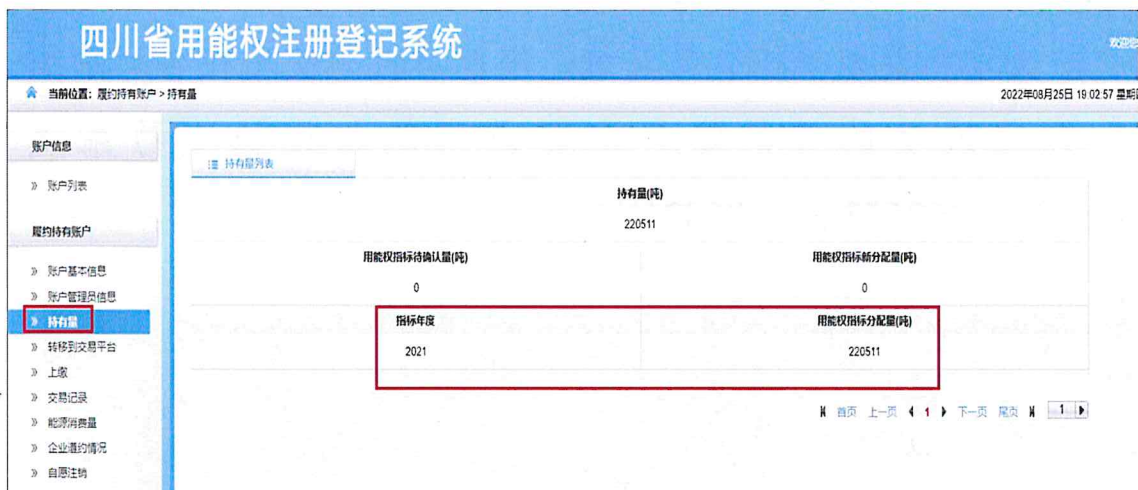 四川省用能权注册登记系统
欢迎您
当前位置：履约持有账户 > 持有量
2022年08月25日 19:02:57 星期四
账户信息
» 账户列表
履约持有账户
» 账户基本信息
» 账户管理员信息
» 持有量
» 转移到交易平台
» 上缴
» 交易记录
» 能源消费量
» 企业遵约情况
» 自愿注销
持有量列表
持有量(吨)
220511
用能权指标待确认量(吨) 用能权指标新分配量(吨)
0 0
指标年度 用能权指标分配量(吨)
2021 220511
首页 上一页 1 下一页 尾页 1